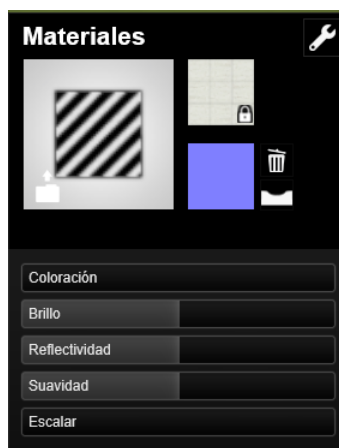 Materiales
Coloración
Brillo
Reflectividad
Suavidad
Escalar